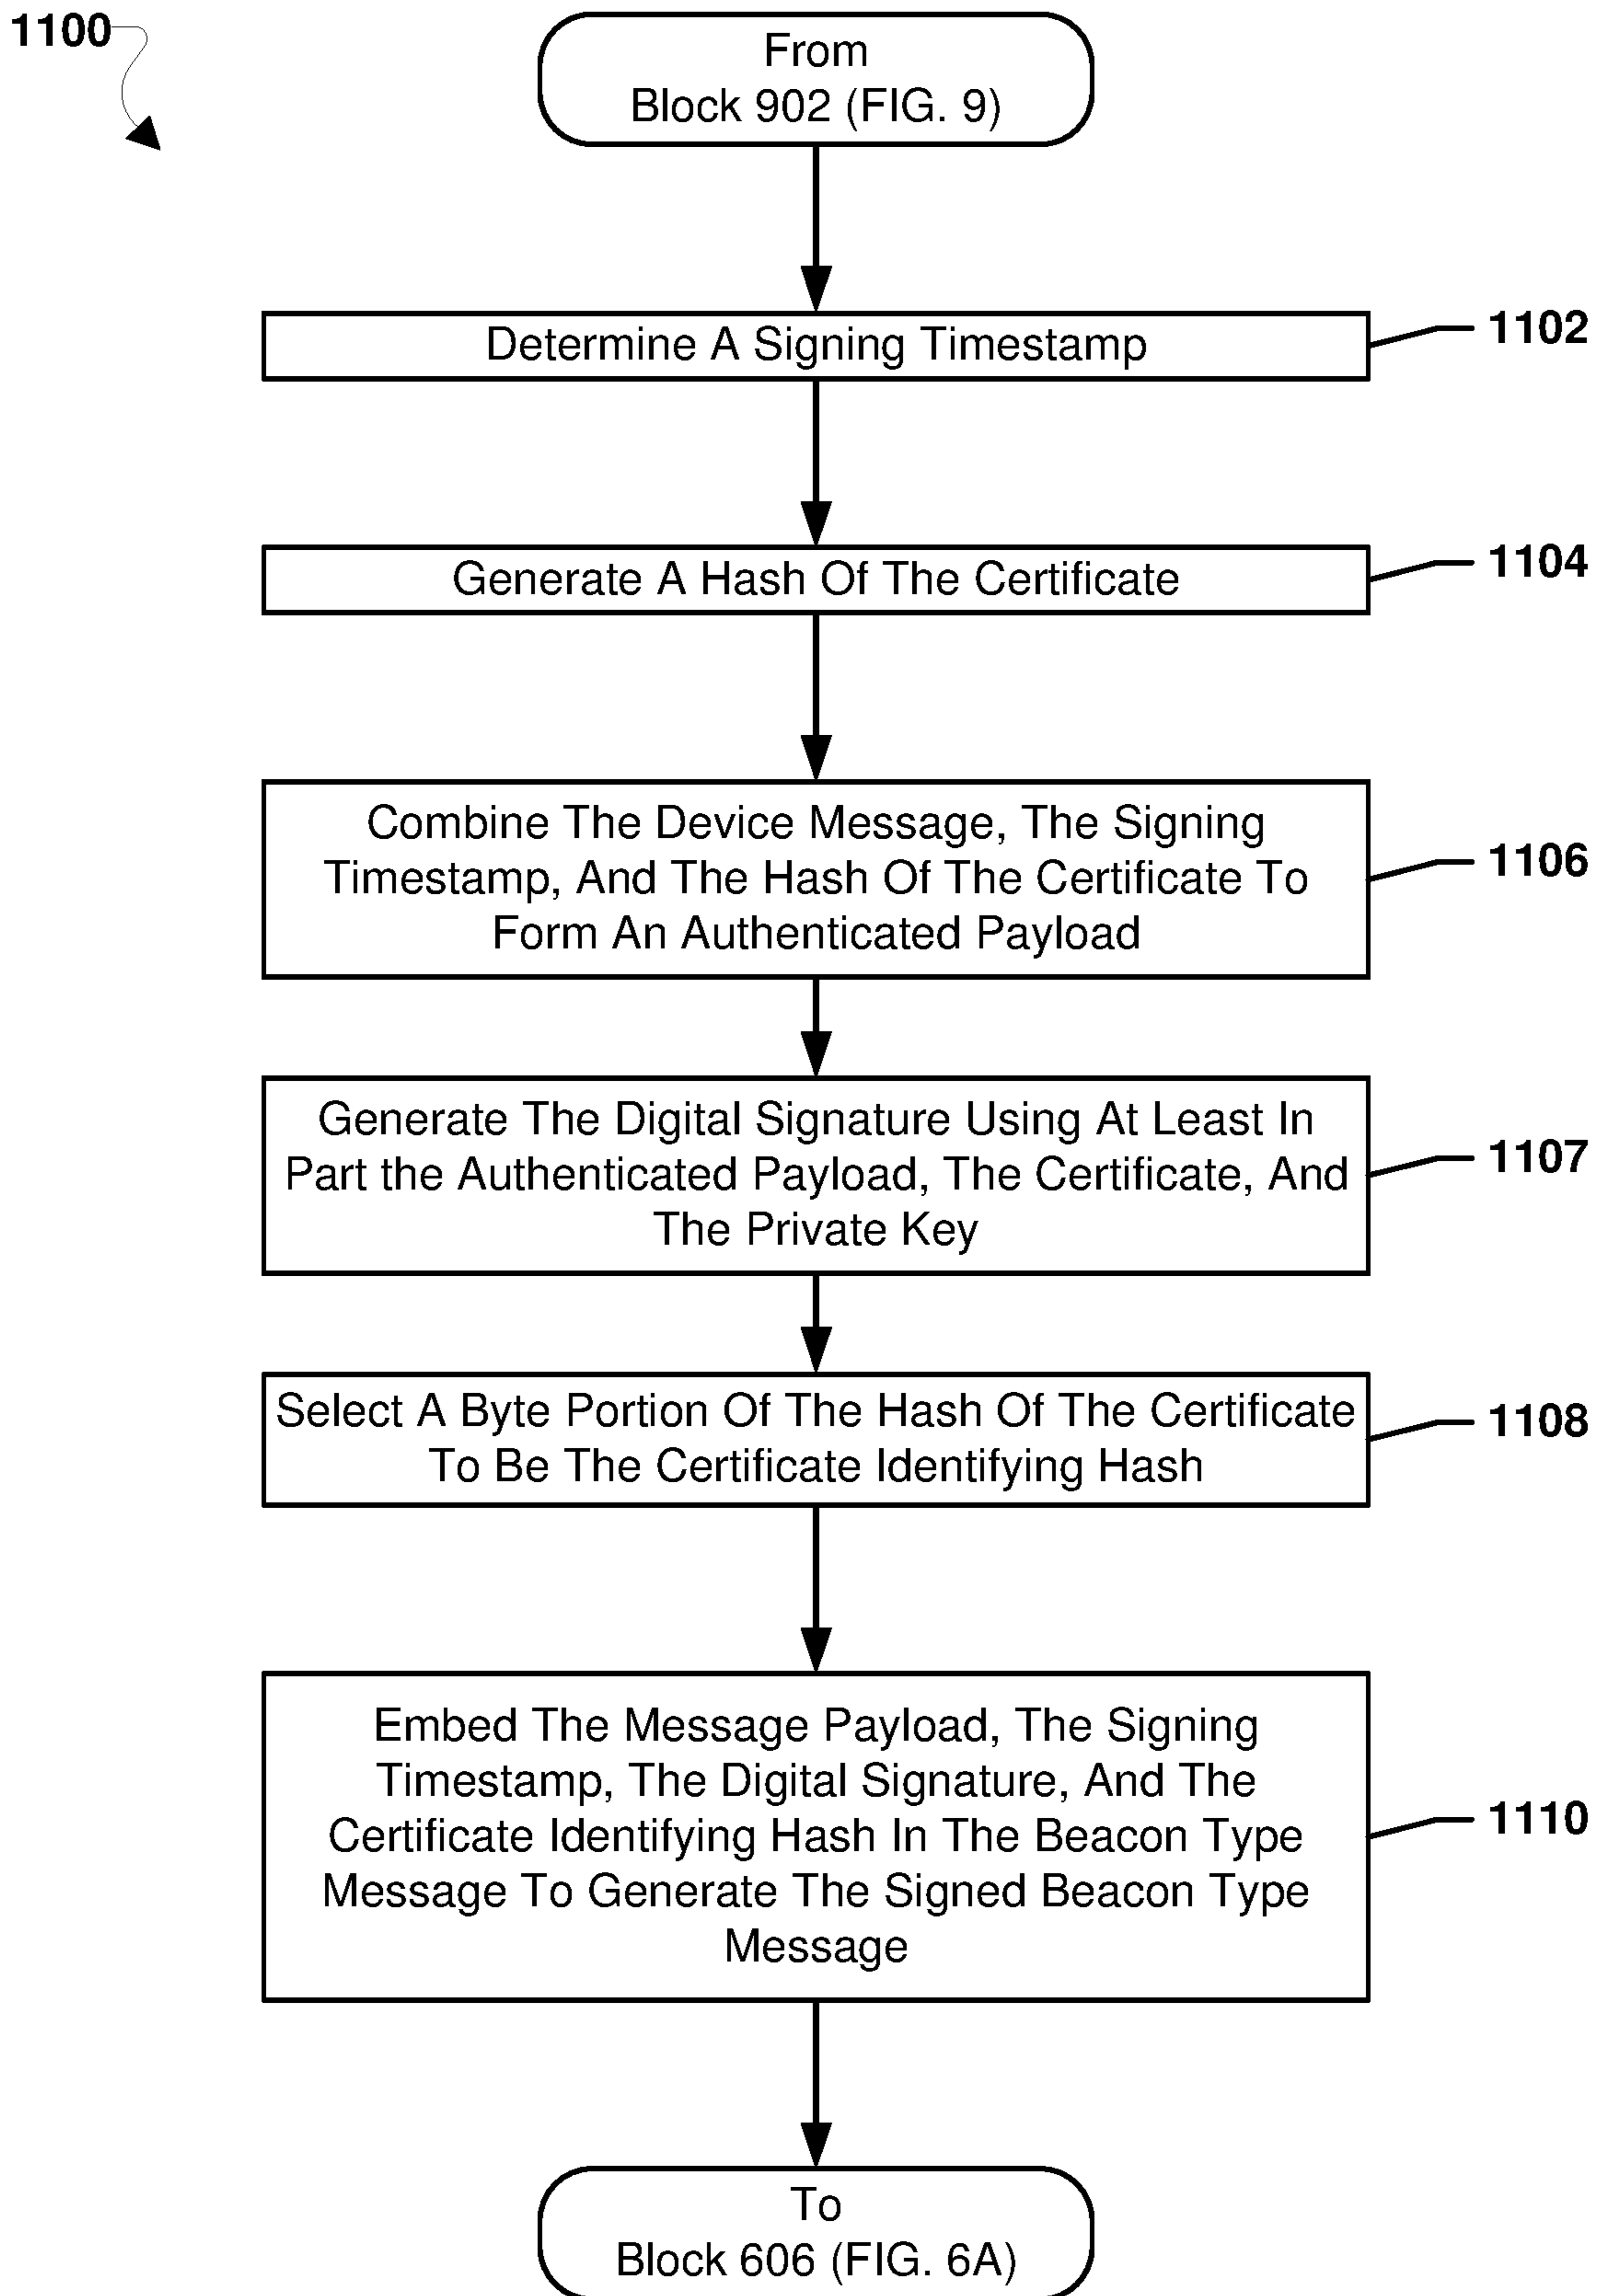 1100
From
Block 902 (FIG. 9)
Determine A Signing Timestamp
1102
Generate A Hash Of The Certificate
1104
Combine The Device Message, The Signing
Timestamp, And The Hash Of The Certificate To
Form An Authenticated Payload
1106
Generate The Digital Signature Using At Least In
Part the Authenticated Payload, The Certificate, And
The Private Key
1107
Select A Byte Portion Of The Hash Of The Certificate
To Be The Certificate Identifying Hash
1108
Embed The Message Payload, The Signing
Timestamp, The Digital Signature, And The
Certificate Identifying Hash In The Beacon Type
Message To Generate The Signed Beacon Type
Message
1110
To
Block 606 (FIG. 6A)